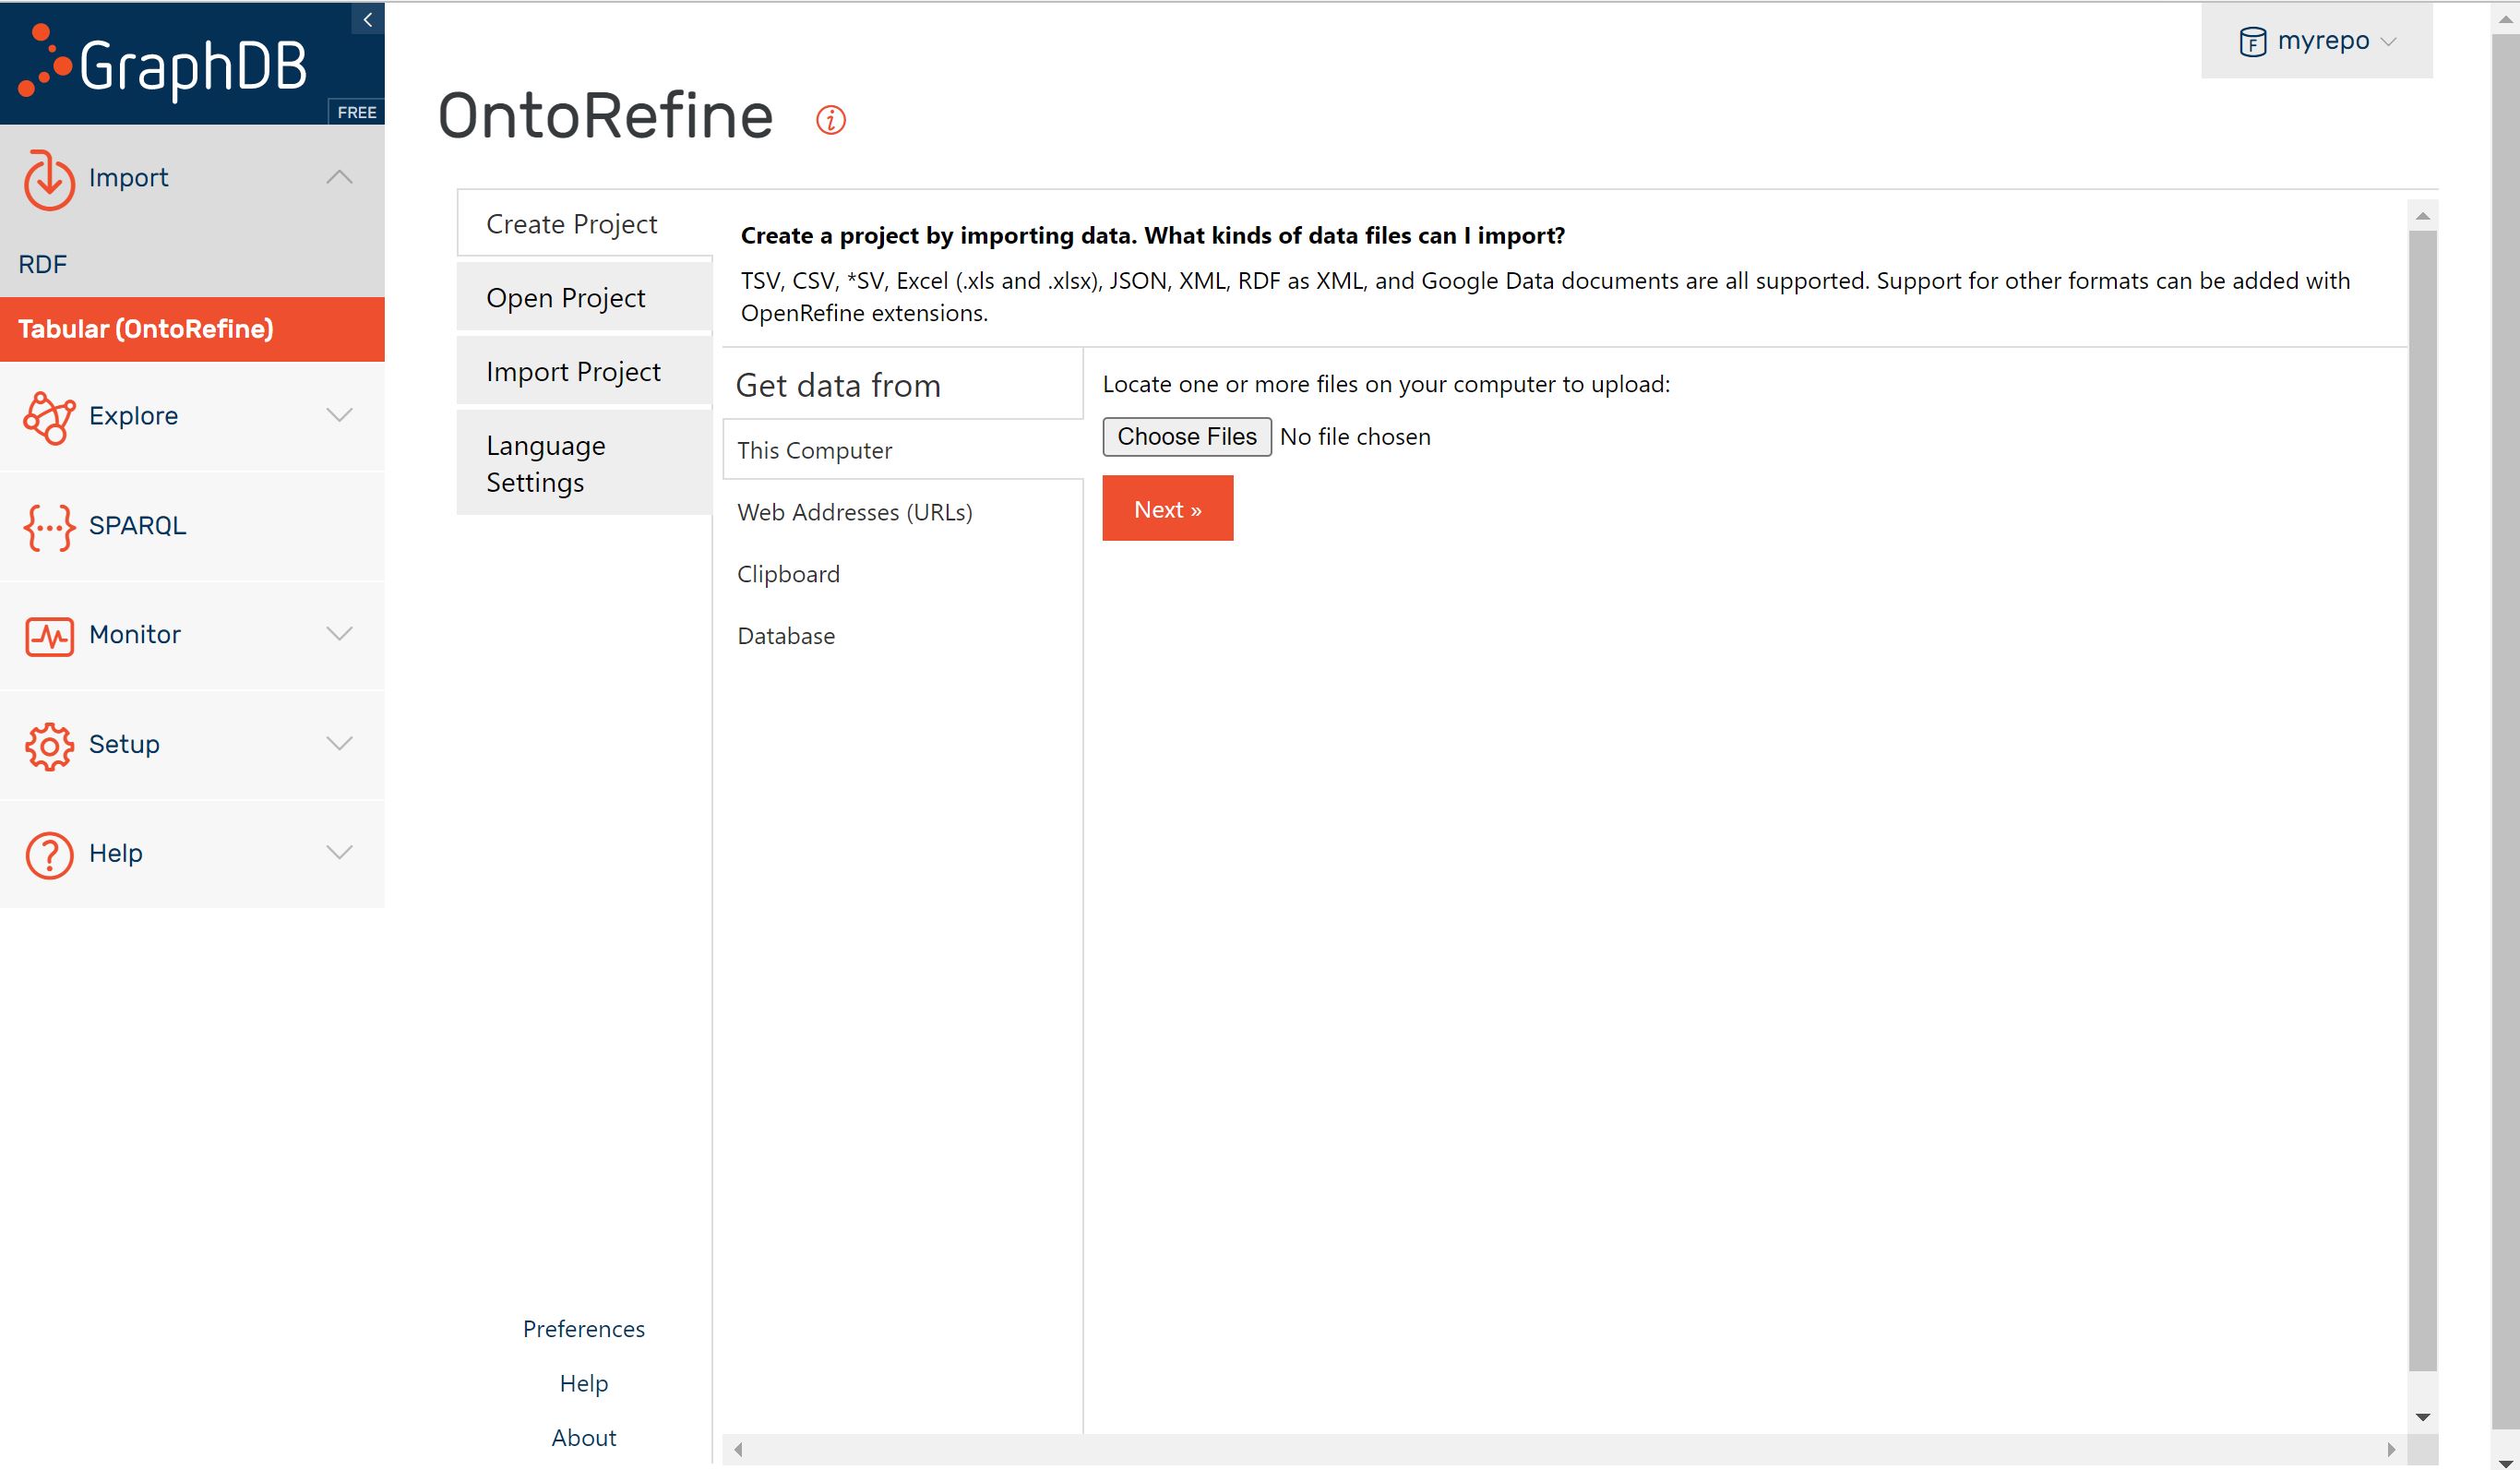 GraphDB
FREE
Import
RDF
Tabular (OntoRefine)
Explore
SPARQL
Monitor
Setup
Help
F myrepo
OntoRefine i
Create Project
Open Project
Import Project
Language
Settings
Preferences
Help
About
Create a project by importing data. What kinds of data files can I import?
TSV, CSV, *SV, Excel (.xls and .xlsx), JSON, XML, RDF as XML, and Google Data documents are all supported. Support for other formats can be added with
OpenRefine extensions.
Get data from
This Computer
Web Addresses (URLs)
Clipboard
Database
Locate one or more files on your computer to upload:
Choose Files No file chosen
Next »